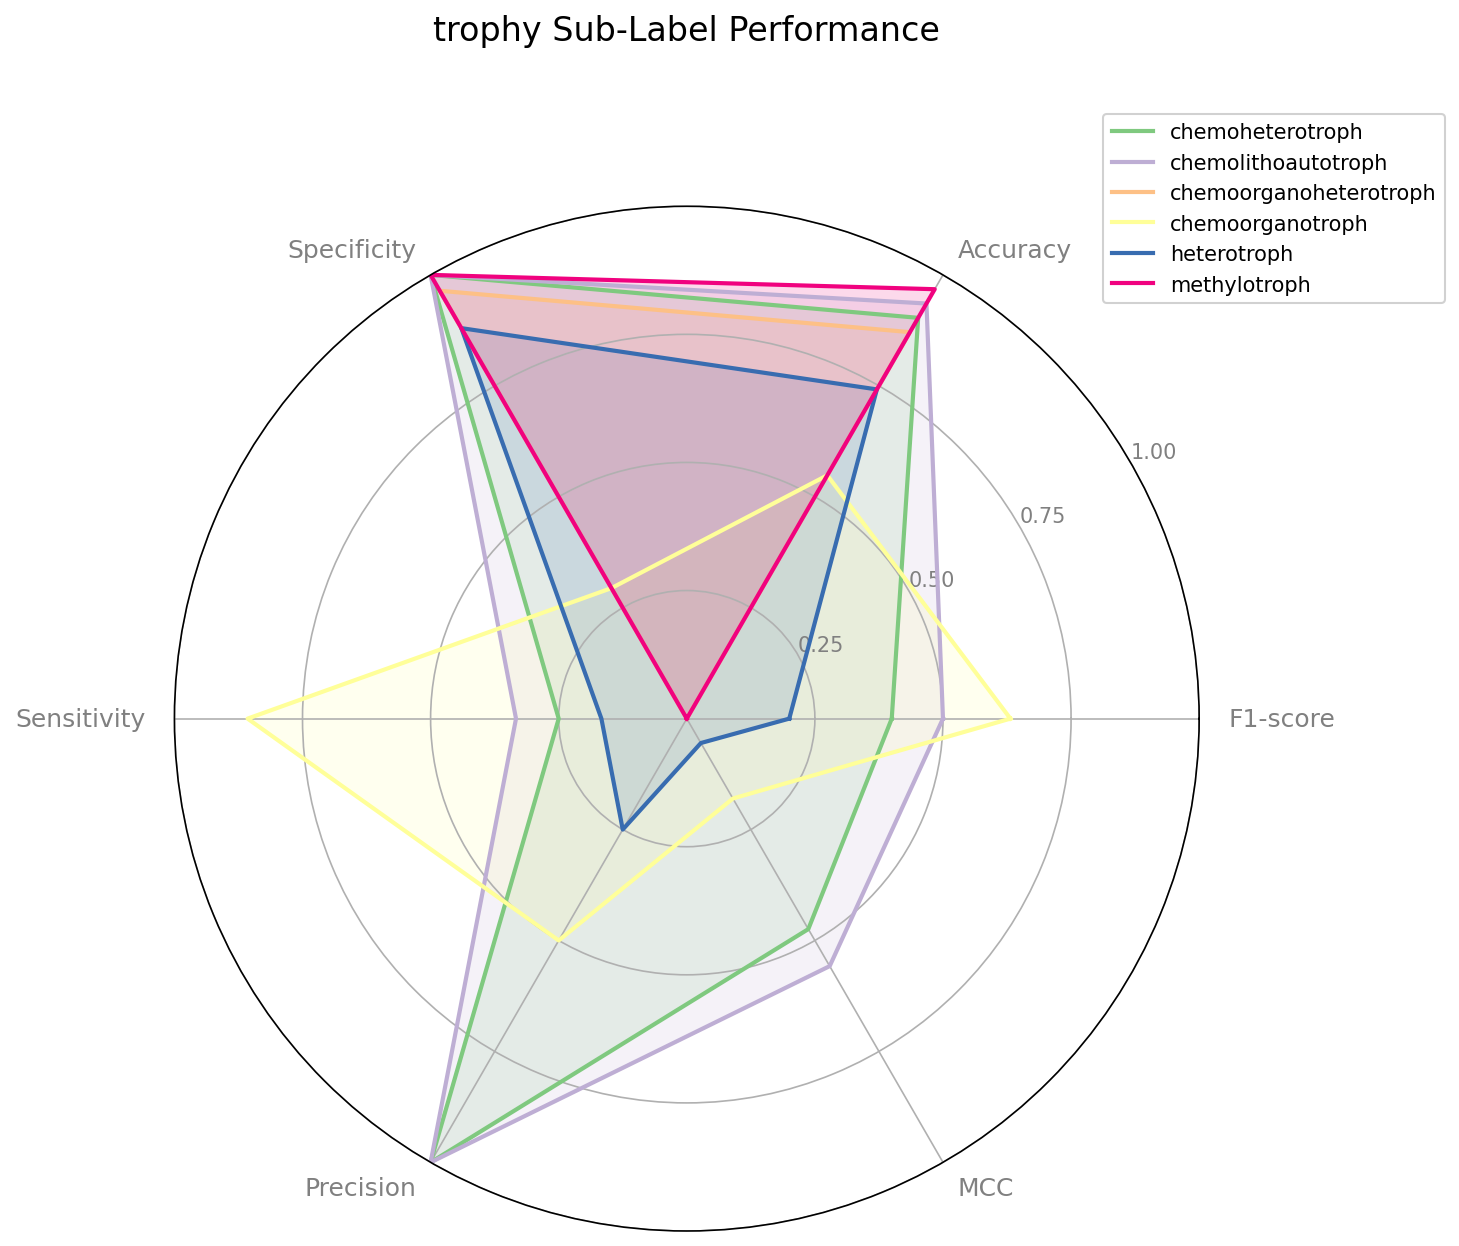 trophy Sub-Label Performance
chemoheterotroph
chemolithoautotroph
chemoorganoheterotroph
chemoorganotroph
heterotroph
methylotroph
Specificity
Accuracy
1.00
0.75
0.50
0.25
Sensitivity
F1-score
Precision
MCC